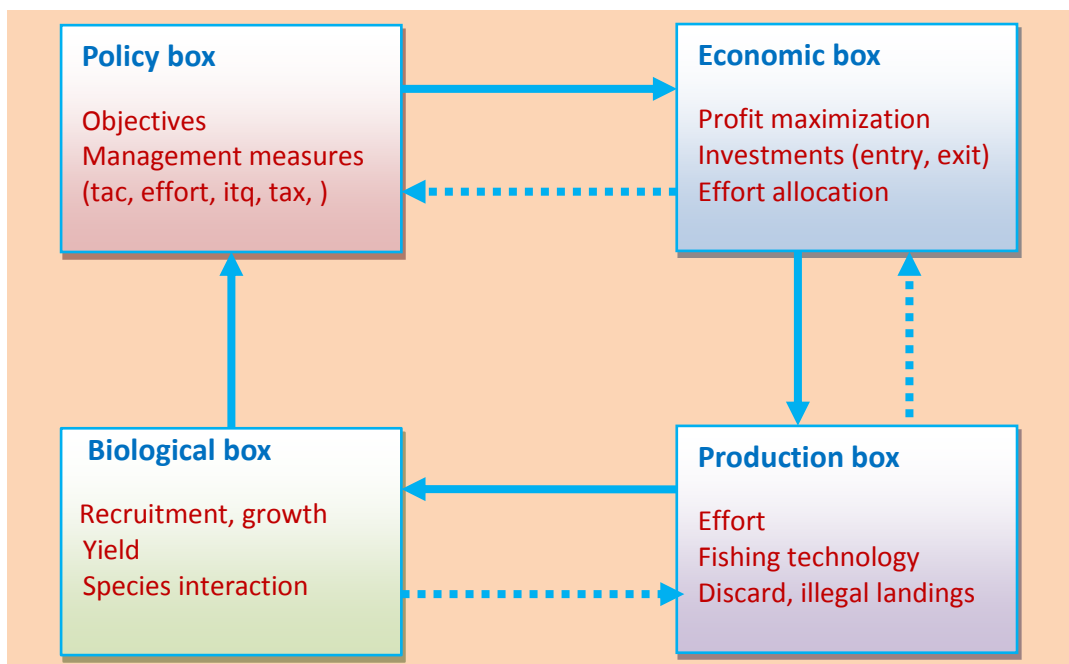 Policy box
Objectives
Management measures
(tac, effort, itq, tax, )
Economic box
Profit maximization
Investments (entry, exit)
Effort allocation
Biological box
Recruitment, growth
Yield
Species interaction
Production box
Effort
Fishing technology
Discard, illegal landings